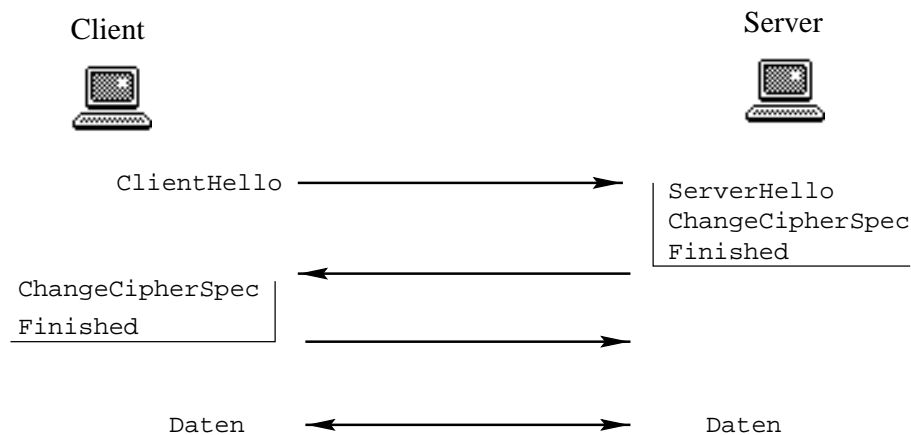 Client
Server
ClientHello
ServerHello
ChangeCipherSpec
Finished
ChangeCipherSpec
Finished
Daten
Daten